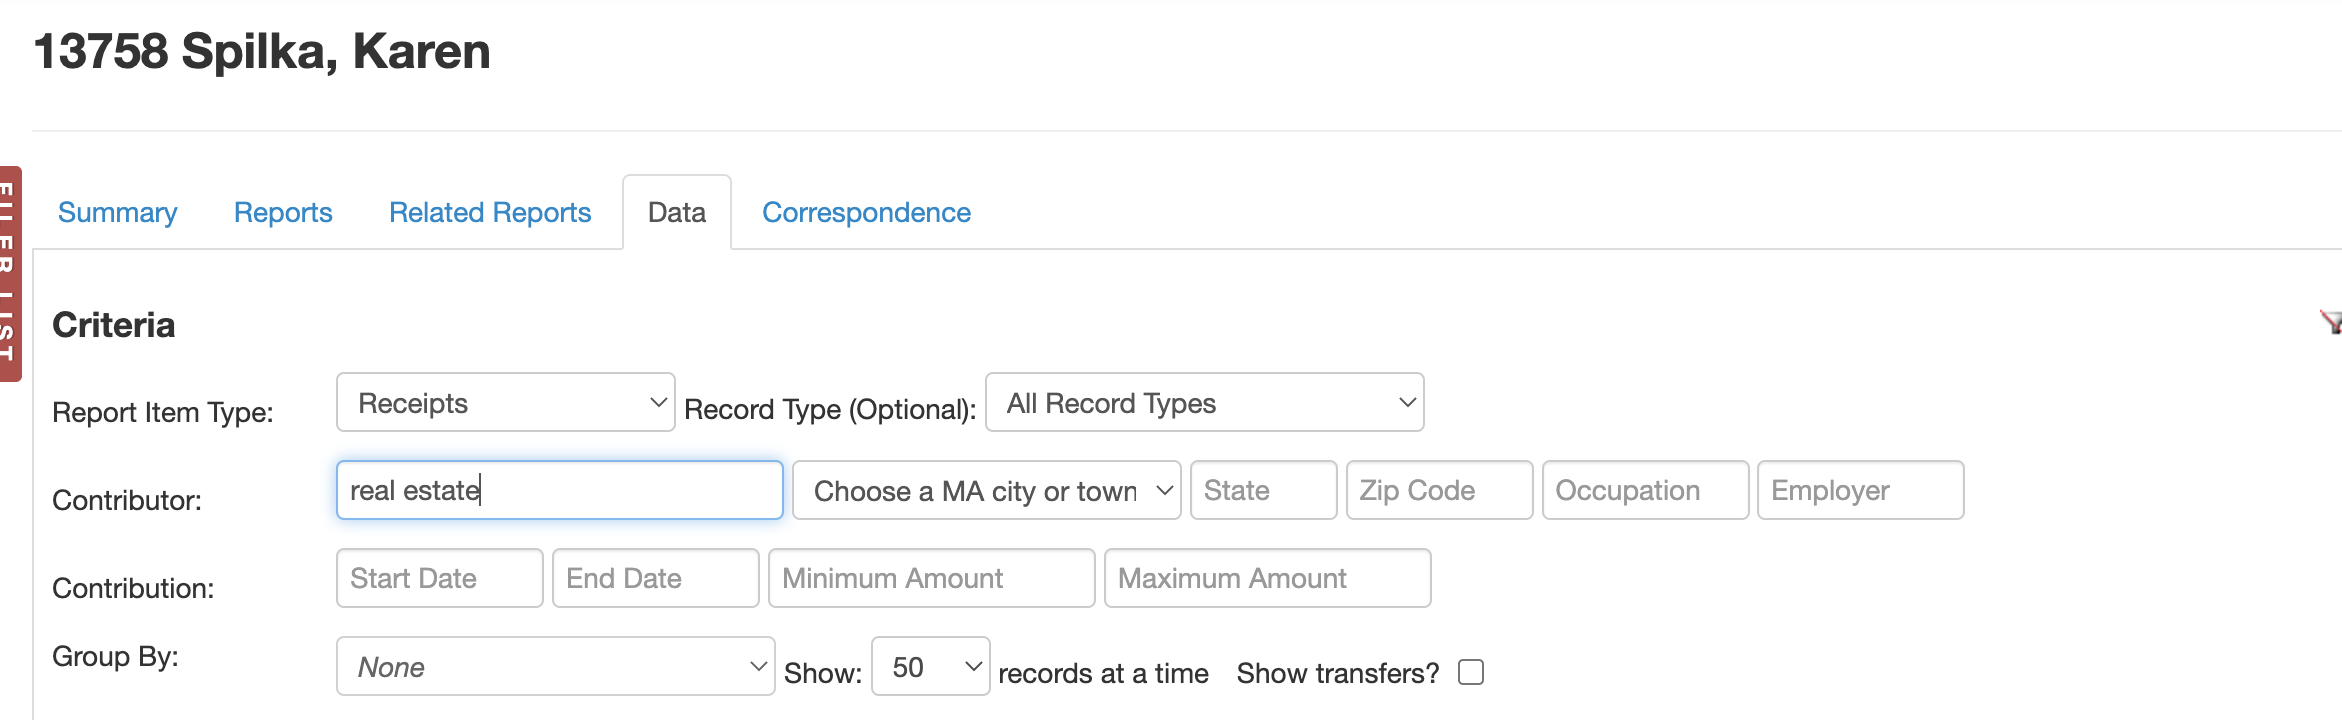 13758 Spilka, Karen
FILER LIST
Summary Reports Related Reports Data Correspondence
Criteria
Report Item Type: Receipts Record Type (Optional): All Record Types
Contributor: real estate Choose a MA city or town State Zip Code Occupation Employer
Contribution: Start Date End Date Minimum Amount Maximum Amount
Group By: None Show: 50 records at a time Show transfers?